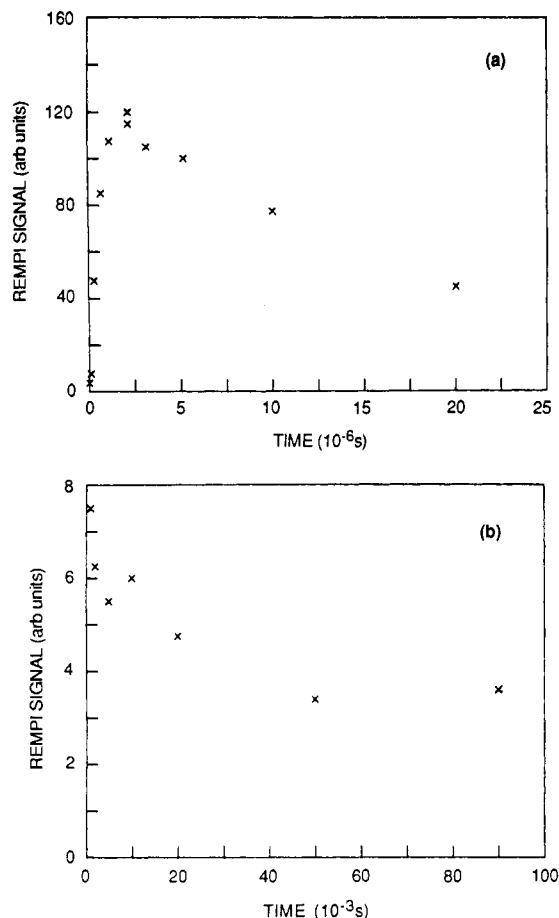 160
(a)
120
80
40
0
REMPI SIGNAL (arb units)
0 5 10 15 20 25
TIME (10⁻⁶s)
8
(b)
6
4
2
0
REMPI SIGNAL (arb units)
0 20 40 60 80 100
TIME (10⁻³s)